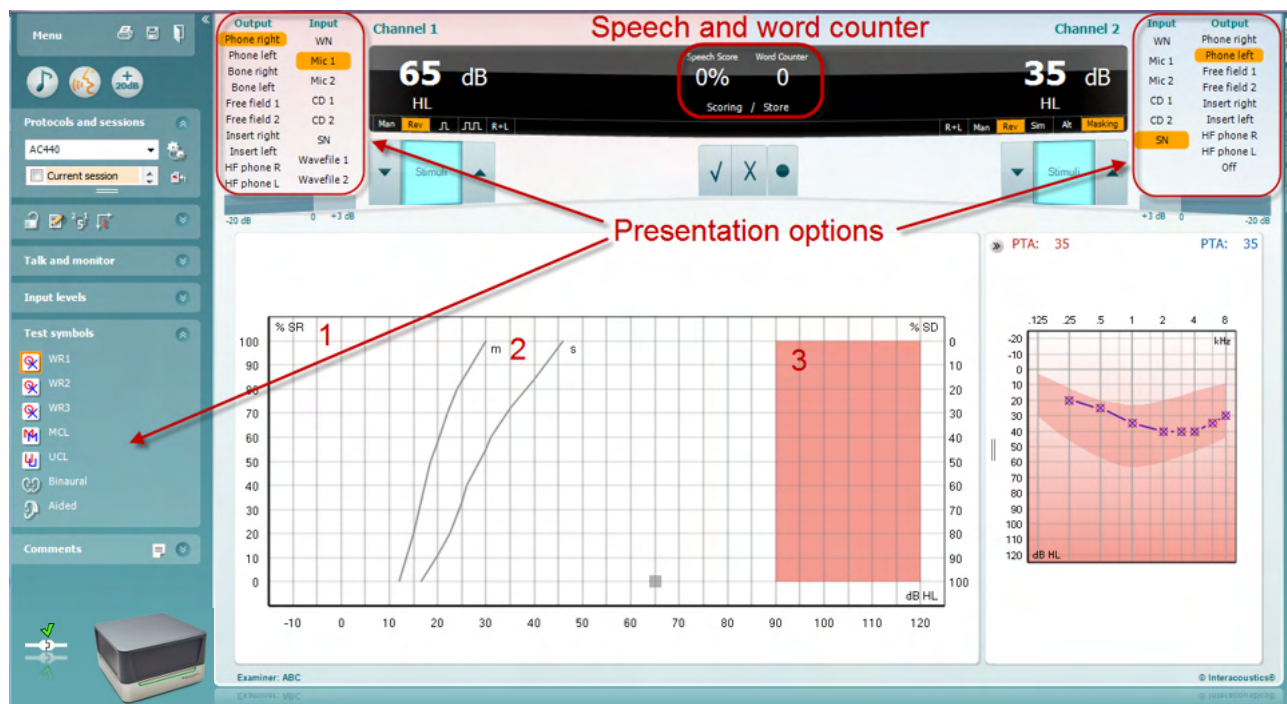 Menu
Output Input
Phone right WN
Phone left Mic 1
Bone right Mic 2
Bone left CD 1
Free field 1 CD 2
Free field 2 SN
Insert right Wavefile 1
Insert left Wavefile 2
HF phone R
HF phone L
Channel 1
Speech and word counter
Channel 2
Input Output
WN Phone right
Mic 1 Phone left
Mic 2 Free field 1
CD 1 Free field 2
CD 2 Insert right
SN Insert left
HF phone R
HF phone L
Off
65 dB
HL
Speech Score Word Counter
0% 0
Scoring / Store
35 dB
HL
Man Rev R+L
R+L Man Rev Sim Alt Masking
Stimuli
Stimuli
-20 dB 0 +3 dB
+3 dB 0 -20 dB
Presentation options
20dB
Protocols and sessions
AC440
Current session
Talk and monitor
Input levels
Test symbols
WR1
WR2
WR3
MCL
UCL
Binaural
Aided
Comments
% SR 1
m 2 s
3
% SD
100 0
90 10
80 20
70 30
60 40
50 50
40 60
30 70
20 80
10 90
0 100
dB HL
-10 0 10 20 30 40 50 60 70 80 90 100 110 120
PTA: 35 PTA: 35
.125 .25 .5 1 2 4 8
kHz
-20
-10
0
10
20
30
40
50
60
70
80
90
100
110
120 dB HL
Examiner: ABC
© Interacoustics®